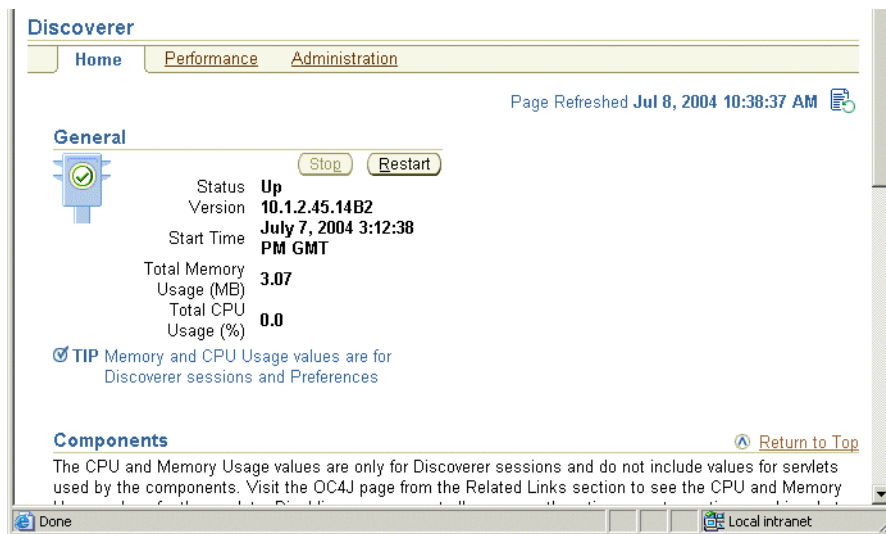 Discoverer
Home Performance Administration
Page Refreshed Jul 8, 2004 10:38:37 AM
General
Stop Restart
Status Up
Version 10.1.2.45.14B2
Start Time July 7, 2004 3:12:38
PM GMT
Total Memory
Usage (MB) 3.07
Total CPU
Usage (%) 0.0
TIP Memory and CPU Usage values are for
Discoverer sessions and Preferences
Components Return to Top
The CPU and Memory Usage values are only for Discoverer sessions and do not include values for servlets
used by the components. Visit the OC4J page from the Related Links section to see the CPU and Memory
Done Local intranet